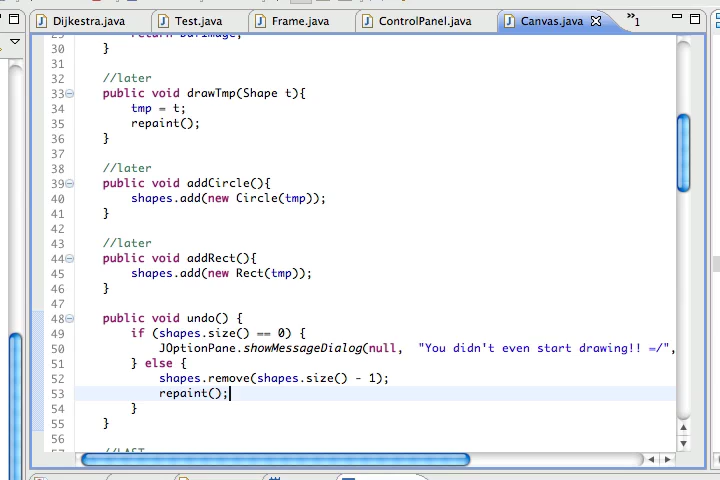 Dijkestra.java Test.java Frame.java ControlPanel.java Canvas.java »1
30 }
31
32 //later
33 public void drawTmp(Shape t){
34 tmp = t;
35 repaint();
36 }
37
38 //later
39 public void addCircle(){
40 shapes.add(new Circle(tmp));
41 }
42
43 //later
44 public void addRect(){
45 shapes.add(new Rect(tmp));
46 }
47
48 public void undo() {
49 if (shapes.size() == 0) {
50 JOptionPane.showMessageDialog(null, "You didn't even start drawing!! =/",
51 } else {
52 shapes.remove(shapes.size() - 1);
53 repaint();
54 }
55 }
56